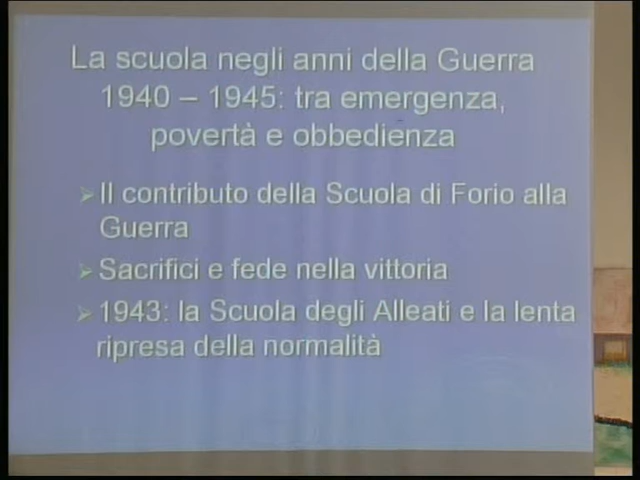 La scuola negli anni della Guerra
1940 – 1945: tra emergenza,
povertà e obbedienza
Il contributo della Scuola di Forio alla
Guerra
Sacrifici e fede nella vittoria
1943: la Scuola degli Alleati e la lenta
ripresa della normalità